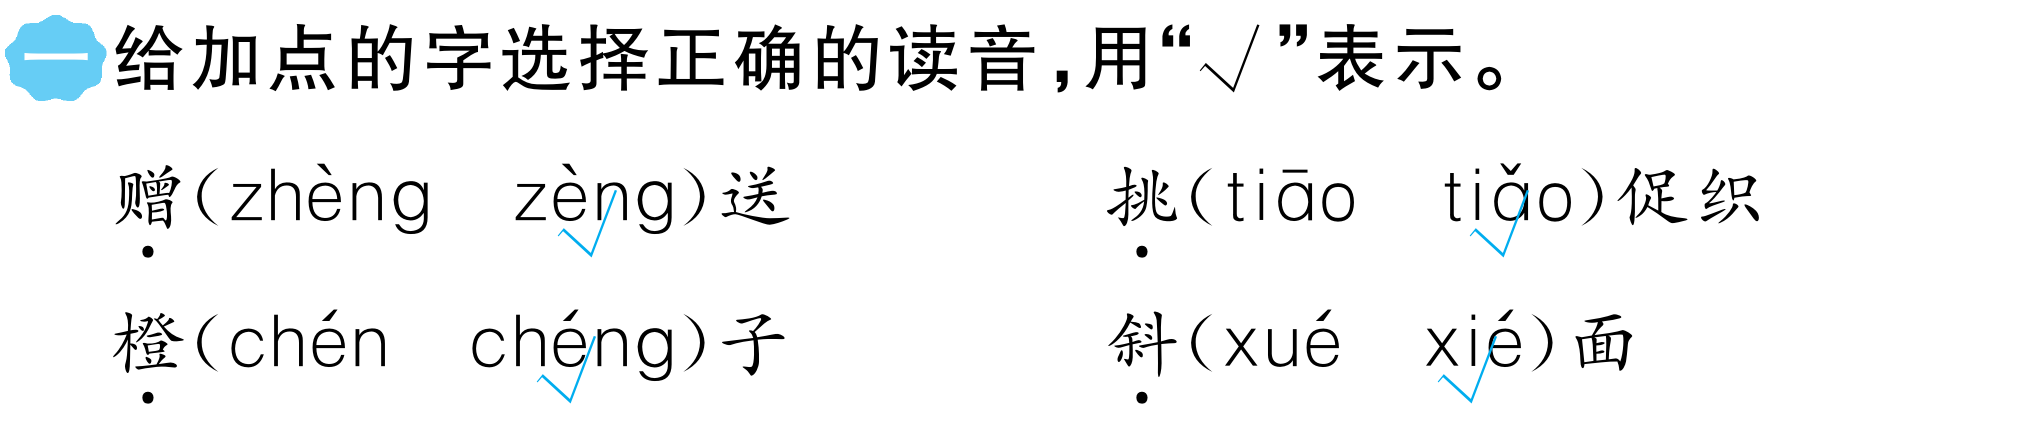 一 给加点的字选择正确的读音,用“√”表示。
赠(zhèng zèng√)送 挑(tiāo tiǎo√)促织
橙(chén chéng√)子 斜(xué xié√)面